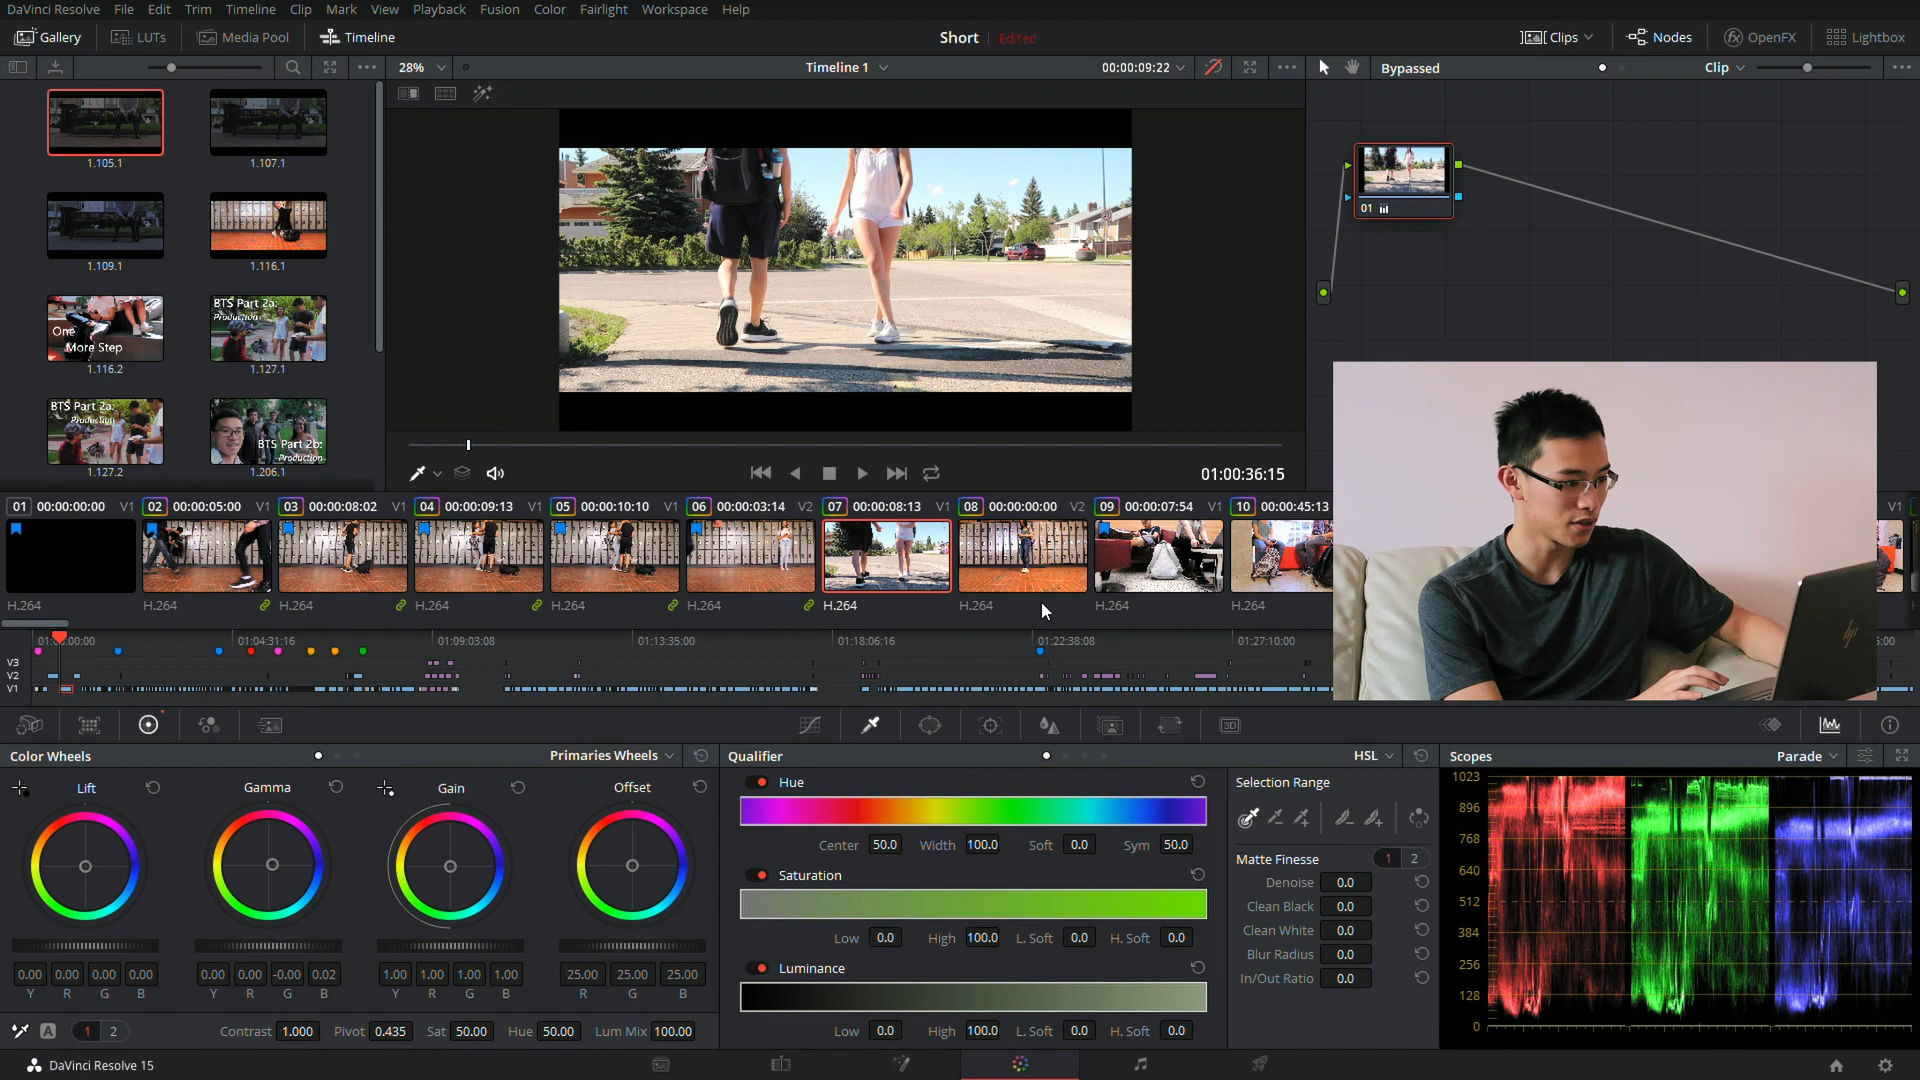 DaVinci Resolve File Edit Trim Timeline Clip Mark View Playback Fusion Color Fairlight Workspace Help
Gallery LUTs Media Pool Timeline Short Edited Clips Nodes OpenFX Lightbox
28% Timeline 1 00:00:09:22 Bypassed Clip
1.105.1 1.107.1
1.109.1 1.116.1
One
More Step
BTS Part 2a:
Production
1.116.2 1.127.1
BTS Part 2a:
Production
BTS Part 2b:
Production
1.127.2 1.206.1
01
01:00:36:15
01 00:00:00:00 V1 02 00:00:05:00 V1 03 00:00:08:02 V1 04 00:00:09:13 V1 05 00:00:10:10 V1 06 00:00:03:14 V2 07 00:00:08:13 V1 08 00:00:00:00 V2 09 00:00:07:54 V1 10 00:00:45:13 V1
H.264 H.264 H.264 H.264 H.264 H.264 H.264 H.264 H.264 H.264
hp
01:04:31:16 01:09:03:08 01:13:35:00 01:18:06:16 01:22:38:08 01:27:10:00
V3
V2
V1
3D
Color Wheels Primaries Wheels Qualifier HSL Scopes Parade
Lift Gamma Gain Offset
0.00 0.00 0.00 0.00 0.00 0.00 -0.00 0.02 1.00 1.00 1.00 1.00 25.00 25.00 25.00
Y R G B Y R G B Y R G B R G B
A 1 2 Contrast 1.000 Pivot 0.435 Sat 50.00 Hue 50.00 Lum Mix 100.00
Hue
Center 50.0 Width 100.0 Soft 0.0 Sym 50.0
Saturation
Low 0.0 High 100.0 L. Soft 0.0 H. Soft 0.0
Luminance
Low 0.0 High 100.0 L. Soft 0.0 H. Soft 0.0
Selection Range
Matte Finesse 1 2
Denoise 0.0
Clean Black 0.0
Clean White 0.0
Blur Radius 0.0
In/Out Ratio 0.0
1023
896
768
640
512
384
256
128
0
DaVinci Resolve 15